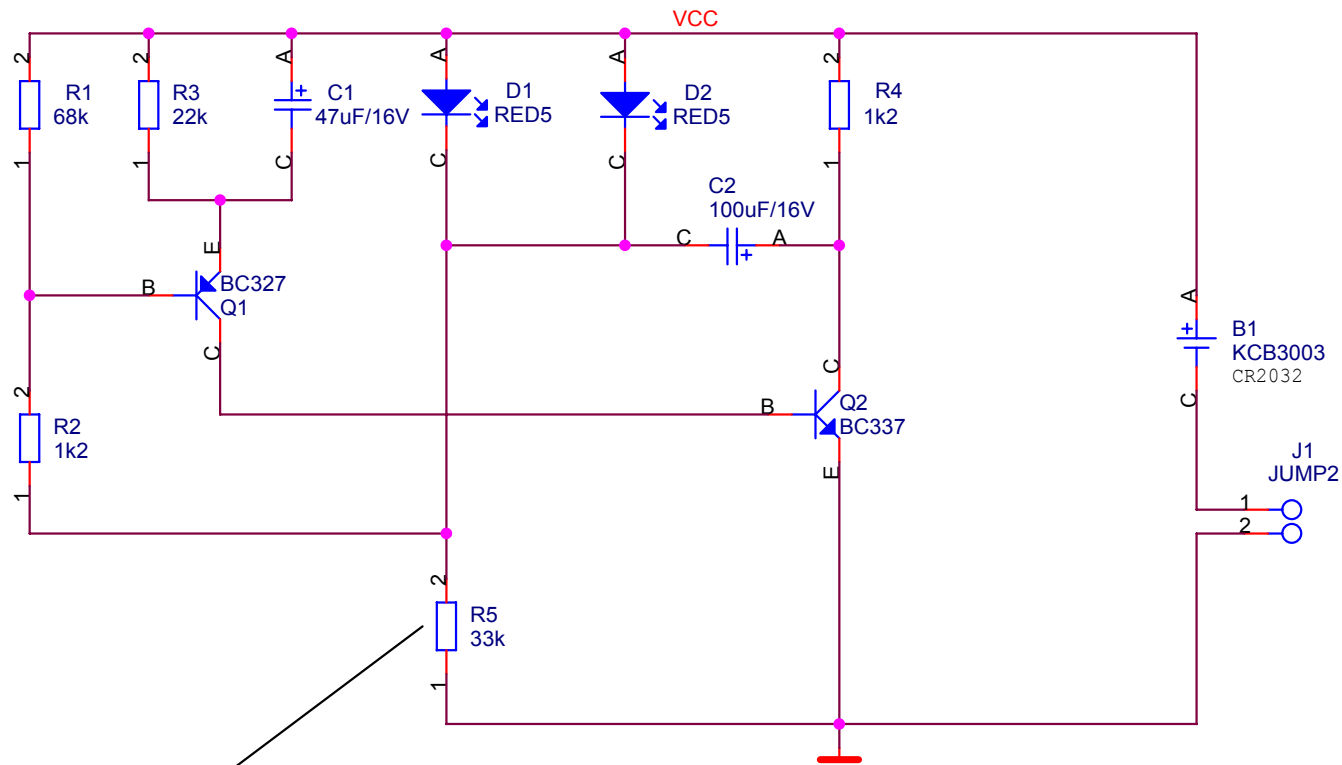 VCC
2
2
A
A
A
2
R1
68k
R3
22k
C1
47uF/16V
+
D1
RED5
D2
RED5
R4
1k2
1
1
C
C
C
1
C2
100uF/16V
C
A
+
E
B
BC327
Q1
C
A
+
B1
KCB3003
CR2032
C
2
R2
1k2
1
C
B
Q2
BC337
E
J1
JUMP2
1
2
2
R5
33k
1